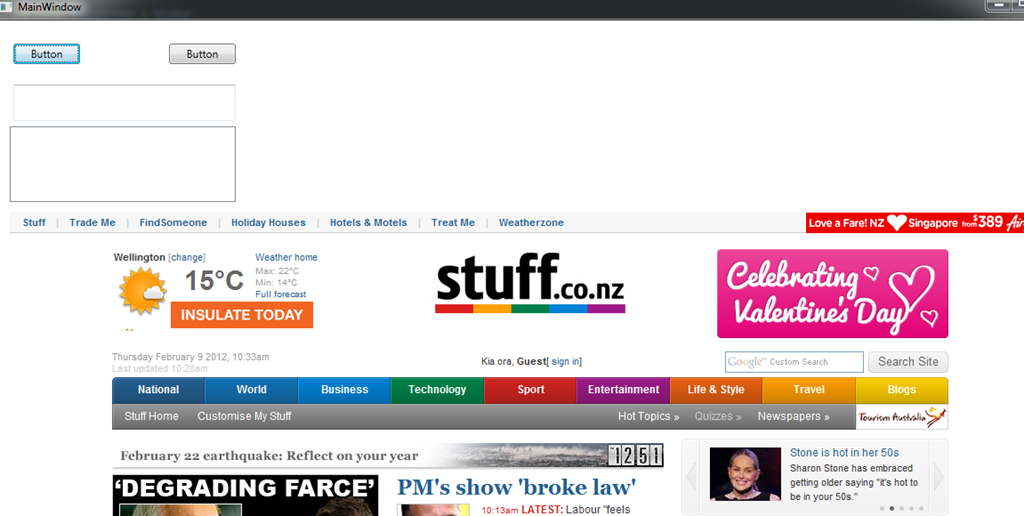 MainWindow
Button
Button
Stuff | Trade Me | FindSomeone | Holiday Houses | Hotels & Motels | Treat Me | Weatherzone
Love a Fare! NZ Singapore from $389 Air
Wellington [change]
15°C
Weather home
Max: 22°C
Min: 14°C
Full forecast
INSULATE TODAY
stuff.co.nz
Celebrating
Valentine's Day
Thursday February 9 2012, 10:33am
Last updated 10:28am
Kia ora, Guest[ sign in]
Google™ Custom Search
Search Site
National World Business Technology Sport Entertainment Life & Style Travel Blogs
Stuff Home Customise My Stuff Hot Topics » Quizzes » Newspapers »
Tourism Australia
February 22 earthquake: Reflect on your year
1251
'DEGRADING FARCE'
PM's show 'broke law'
10:13am LATEST: Labour "feels
Stone is hot in her 50s
Sharon Stone has embraced
getting older saying "it's hot to
be in your 50s."